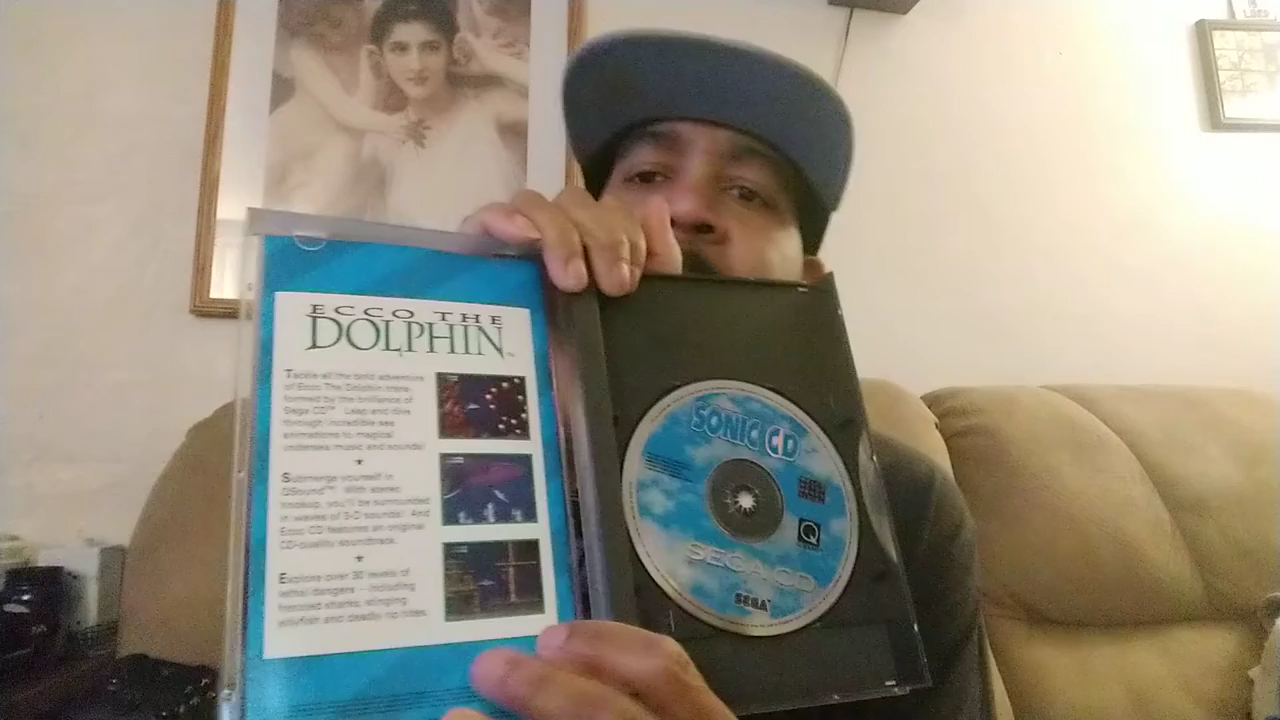 ECCO THE
DOLPHIN
Tackle all the bold adventure
of Ecco The Dolphin trans-
formed by the brilliance of
Sega CD™. Leap and dive
through incredible sea
animations to magical
undersea music and sounds!
Submerge yourself in
QSound™. With stereo
hookup, you'll be surrounded
in waves of 3-D sounds! And
Ecco CD features an original
CD-quality soundtrack.
Explore over 30 levels of
lethal dangers — including
frenzied sharks, stinging
jellyfish and deadly rip tides.
SONIC CD
Q
SEGA CD
SEGA